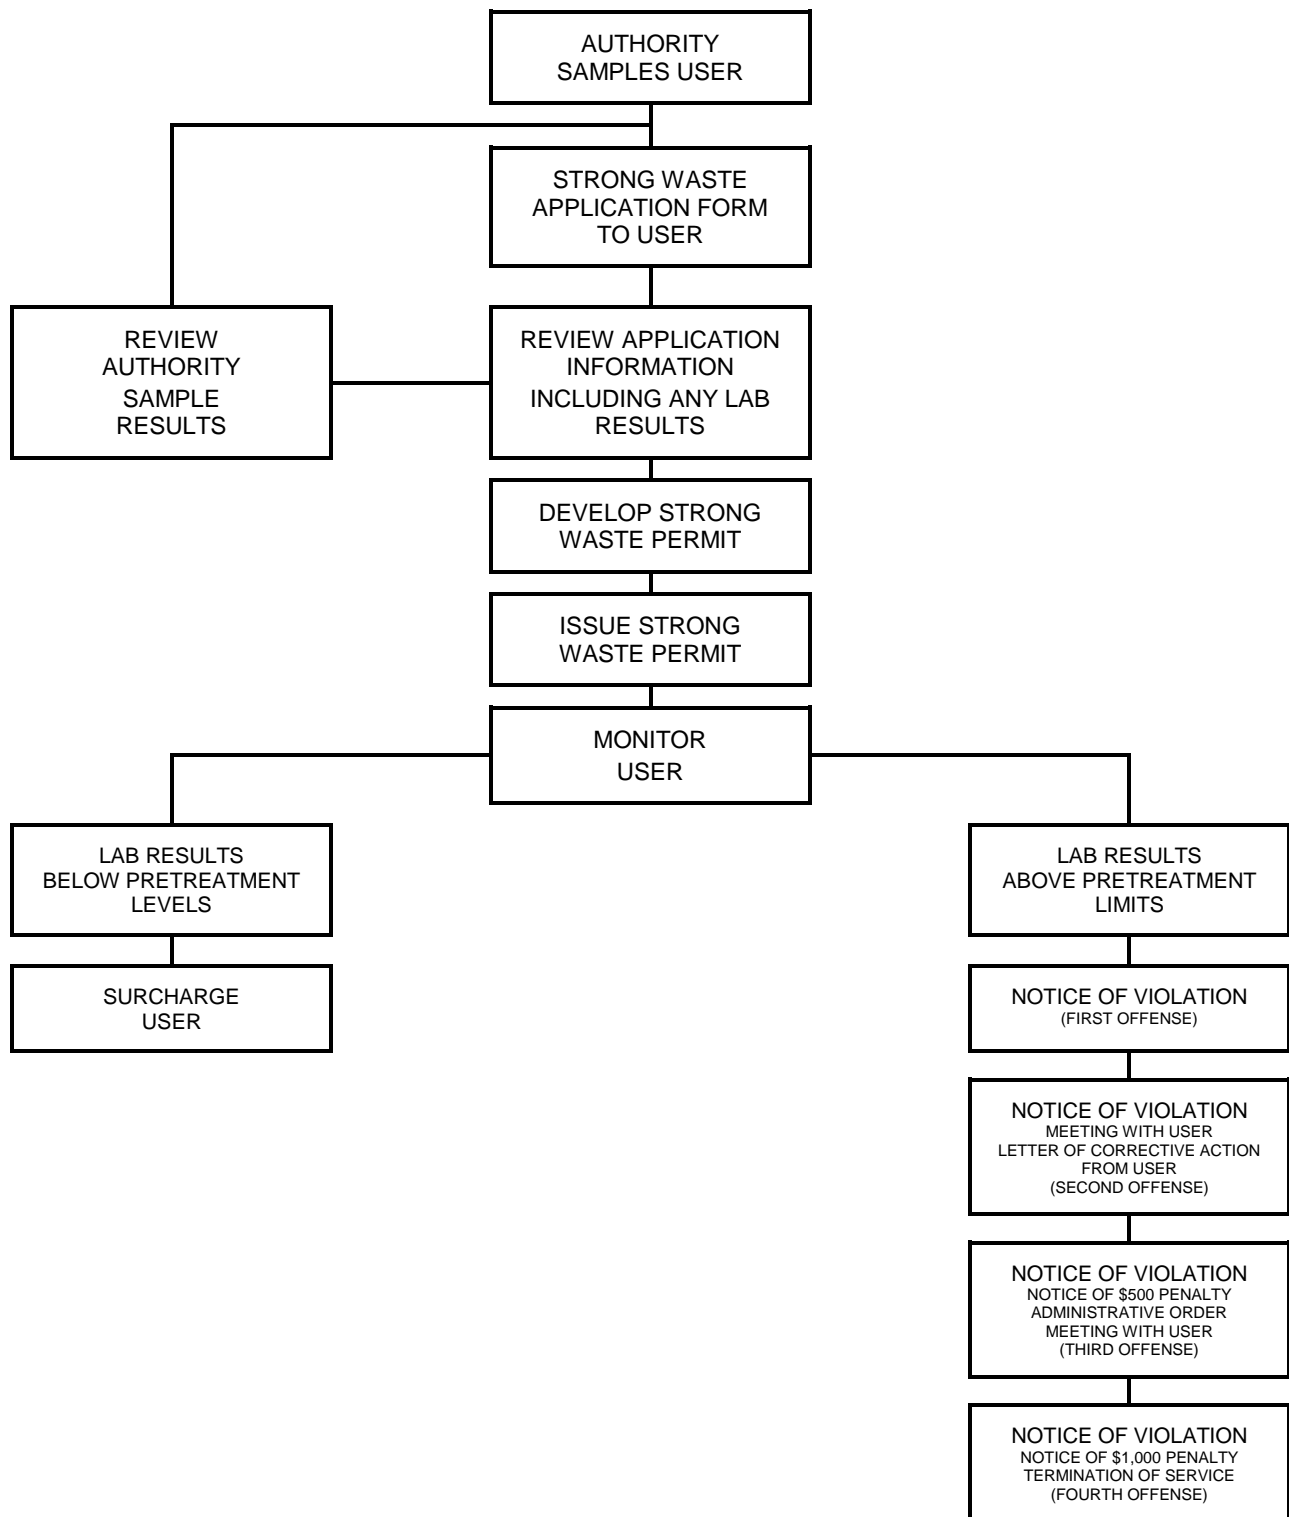 AUTHORITY
SAMPLES USER
STRONG WASTE
APPLICATION FORM
TO USER
REVIEW
AUTHORITY
SAMPLE
RESULTS
REVIEW APPLICATION
INFORMATION
INCLUDING ANY LAB
RESULTS
DEVELOP STRONG
WASTE PERMIT
ISSUE STRONG
WASTE PERMIT
MONITOR
USER
LAB RESULTS
BELOW PRETREATMENT
LEVELS
SURCHARGE
USER
LAB RESULTS
ABOVE PRETREATMENT
LIMITS
NOTICE OF VIOLATION
(FIRST OFFENSE)
NOTICE OF VIOLATION
MEETING WITH USER
LETTER OF CORRECTIVE ACTION
FROM USER
(SECOND OFFENSE)
NOTICE OF VIOLATION
NOTICE OF $500 PENALTY
ADMINISTRATIVE ORDER
MEETING WITH USER
(THIRD OFFENSE)
NOTICE OF VIOLATION
NOTICE OF $1,000 PENALTY
TERMINATION OF SERVICE
(FOURTH OFFENSE)